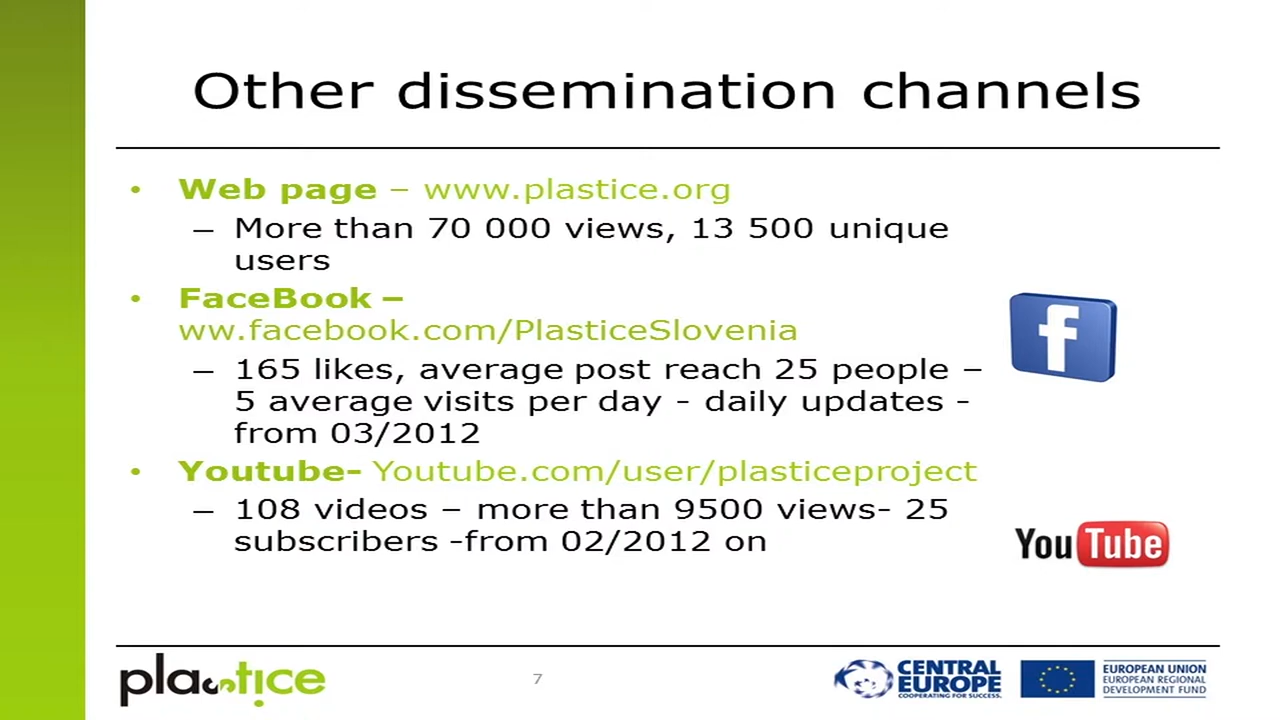 Other dissemination channels
• Web page – www.plastice.org
– More than 70 000 views, 13 500 unique
users
• FaceBook –
ww.facebook.com/PlasticeSlovenia
– 165 likes, average post reach 25 people –
5 average visits per day - daily updates -
from 03/2012
• Youtube- Youtube.com/user/plasticeproject
– 108 videos – more than 9500 views- 25
subscribers -from 02/2012 on
f
YouTube
plastice
7
CENTRAL
EUROPE
COOPERATING FOR SUCCESS.
EUROPEAN UNION
EUROPEAN REGIONAL
DEVELOPMENT FUND